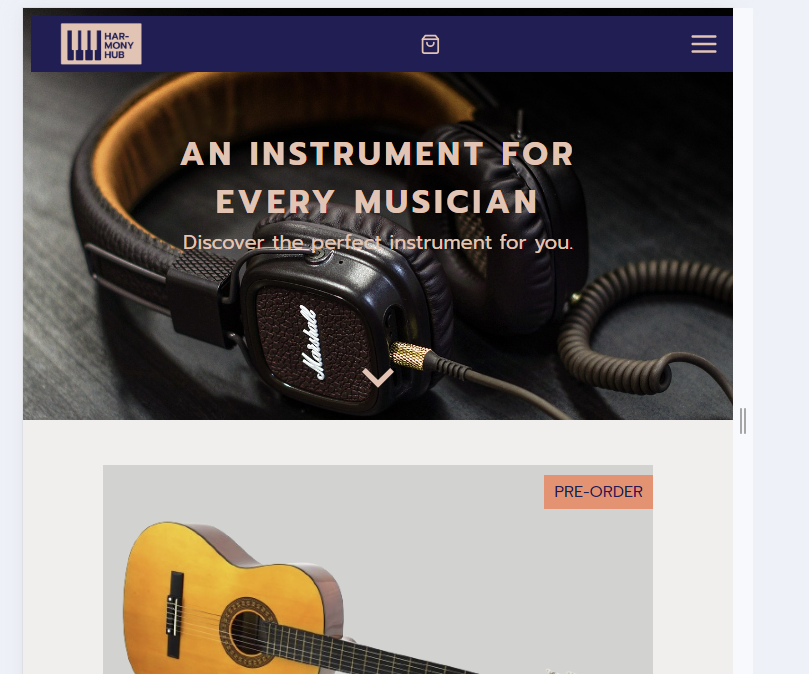 HAR-
MONY
HUB
AN INSTRUMENT FOR
EVERY MUSICIAN
Discover the perfect instrument for you.
Marshall
PRE-ORDER